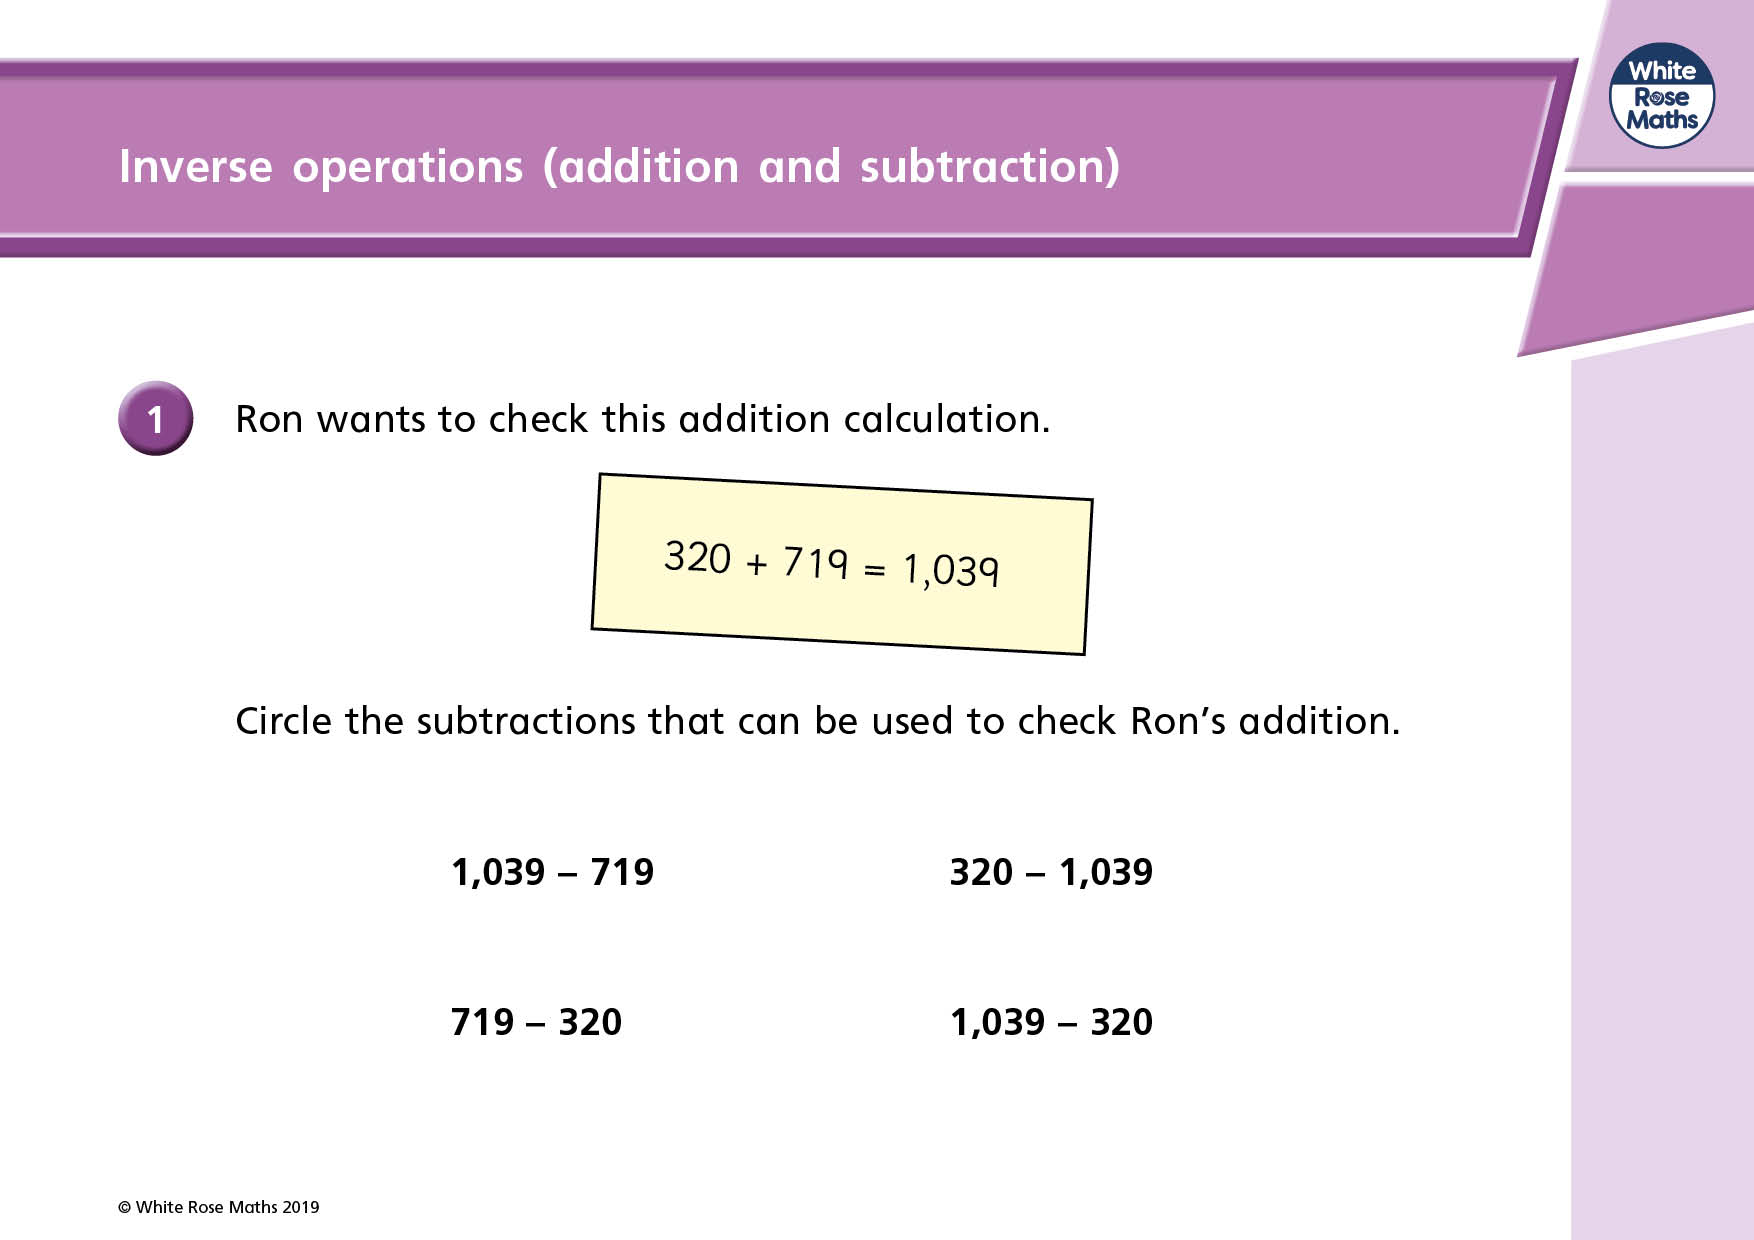 White
Rose
Maths
Inverse operations (addition and subtraction)
1 Ron wants to check this addition calculation.
320 + 719 = 1,039
Circle the subtractions that can be used to check Ron’s addition.
1,039 – 719 320 – 1,039
719 – 320 1,039 – 320
© White Rose Maths 2019